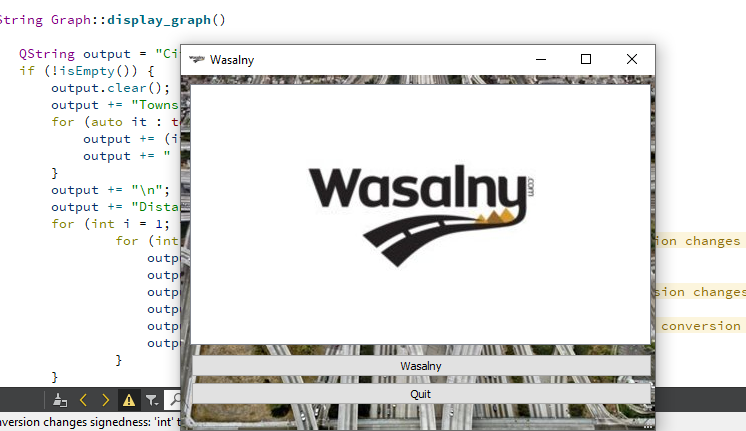 String Graph::display_graph()
QString output = "Ci
if (!isEmpty()) {
output.clear();
output += "Towns
for (auto it : t
output += (i
output += "
}
output += "\n";
output += "Dista
for (int i = 1;
for (int
outp
outp
outp
outp
outp
outp
}
}
Wasalny
Wasalny.com
Wasalny
Quit
ion changes
sion changes
conversion
nversion changes signedness: 'int' t